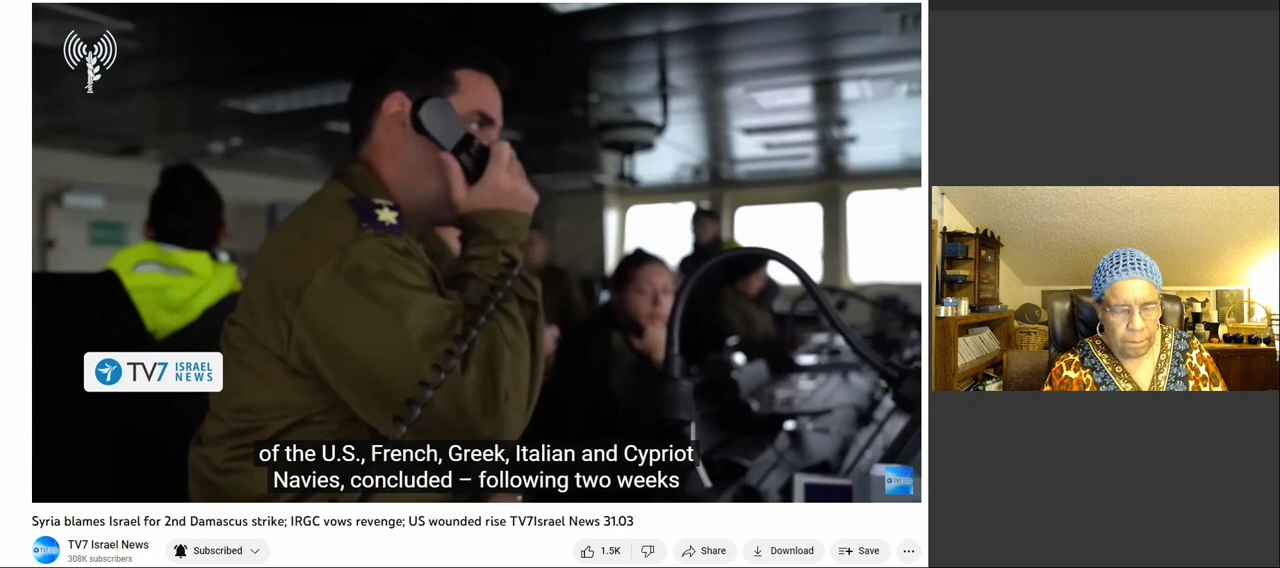 TV7 ISRAEL
NEWS
of the U.S., French, Greek, Italian and Cypriot
Navies, concluded – following two weeks
Syria blames Israel for 2nd Damascus strike; IRGC vows revenge; US wounded rise TV7Israel News 31.03
TV7 Israel News
308K subscribers
Subscribed
1.5K
Share
Download
Save